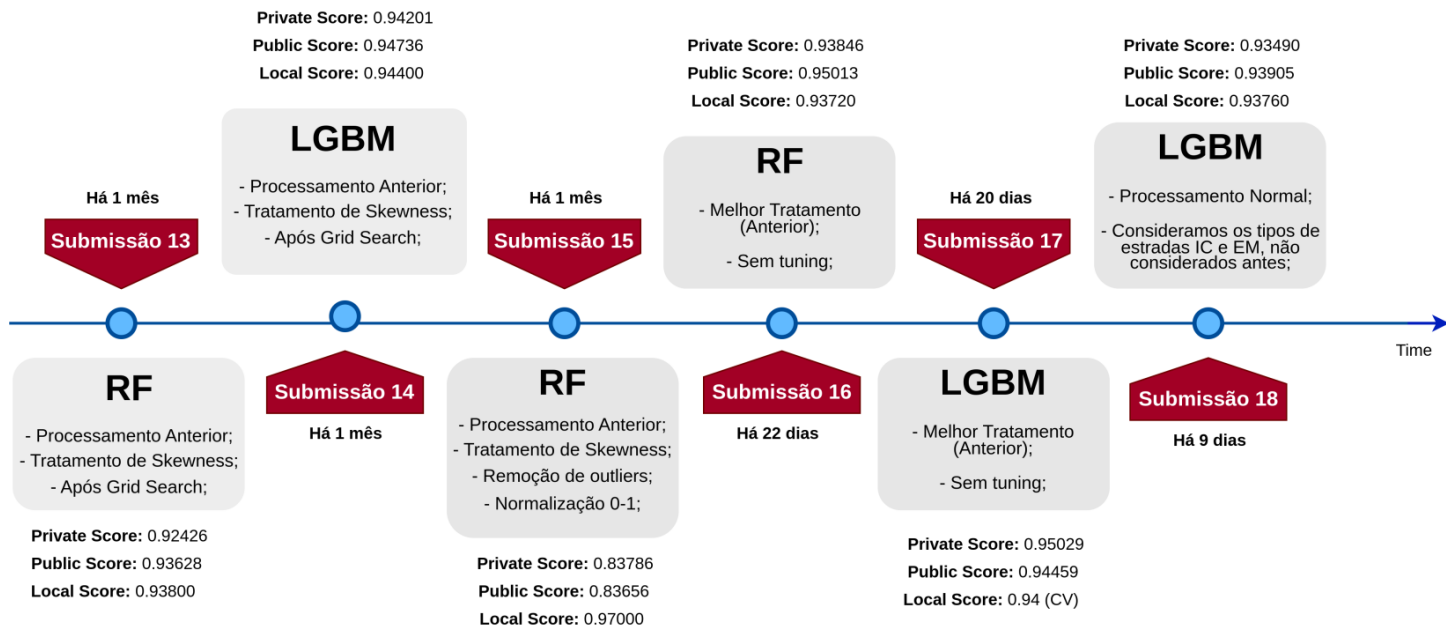 Private Score: 0.94201
Public Score: 0.94736
Local Score: 0.94400
LGBM
- Processamento Anterior;
- Tratamento de Skewness;
- Após Grid Search;
Private Score: 0.93846
Public Score: 0.95013
Local Score: 0.93720
RF
- Melhor Tratamento
(Anterior);
- Sem tuning;
Private Score: 0.93490
Public Score: 0.93905
Local Score: 0.93760
LGBM
- Processamento Normal;
- Consideramos os tipos de
estradas IC e EM, não
considerados antes;
Há 1 mês
Submissão 13
Há 1 mês
Submissão 15
Há 20 dias
Submissão 17
Time
RF
- Processamento Anterior;
- Tratamento de Skewness;
- Após Grid Search;
Private Score: 0.92426
Public Score: 0.93628
Local Score: 0.93800
Submissão 14
Há 1 mês
RF
- Processamento Anterior;
- Tratamento de Skewness;
- Remoção de outliers;
- Normalização 0-1;
Private Score: 0.83786
Public Score: 0.83656
Local Score: 0.97000
Submissão 16
Há 22 dias
LGBM
- Melhor Tratamento
(Anterior);
- Sem tuning;
Private Score: 0.95029
Public Score: 0.94459
Local Score: 0.94 (CV)
Submissão 18
Há 9 dias